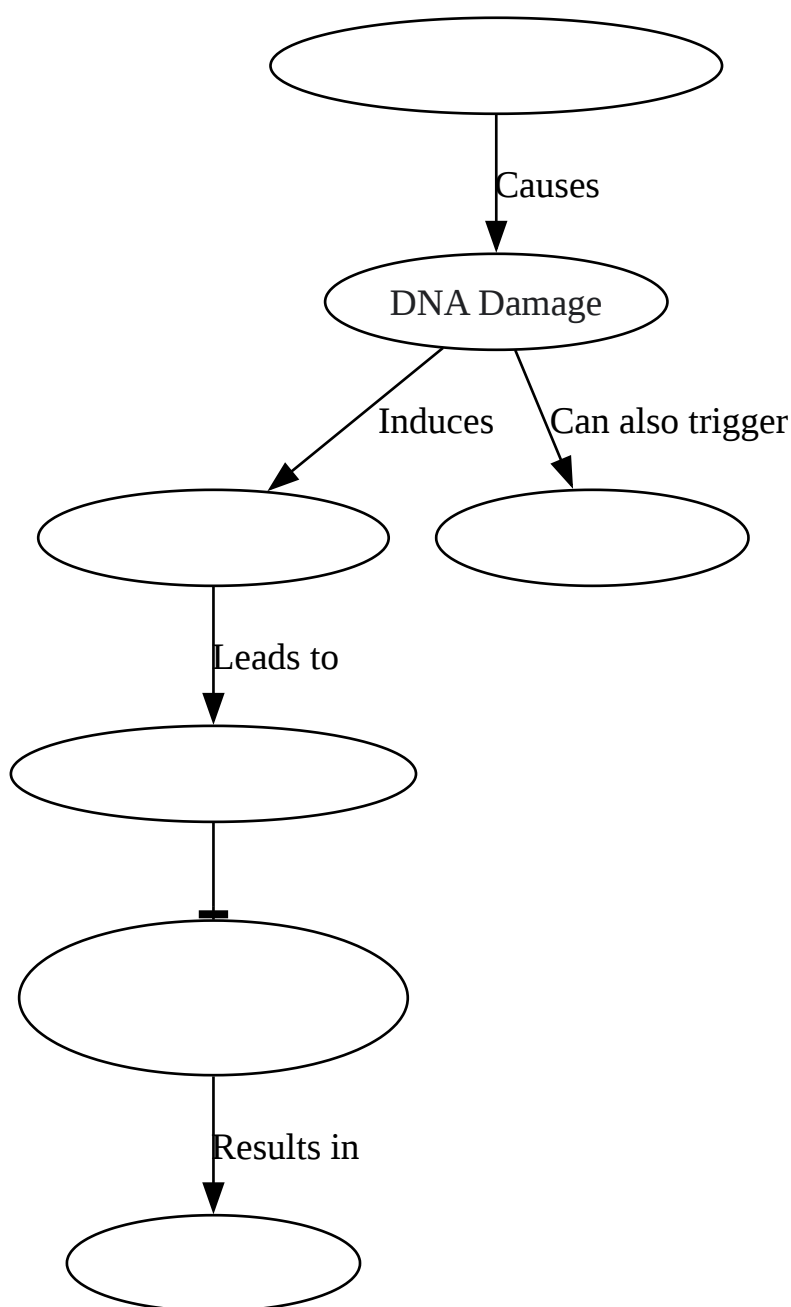 Causes
DNA Damage
Induces
Can also trigger
Leads to
Results in